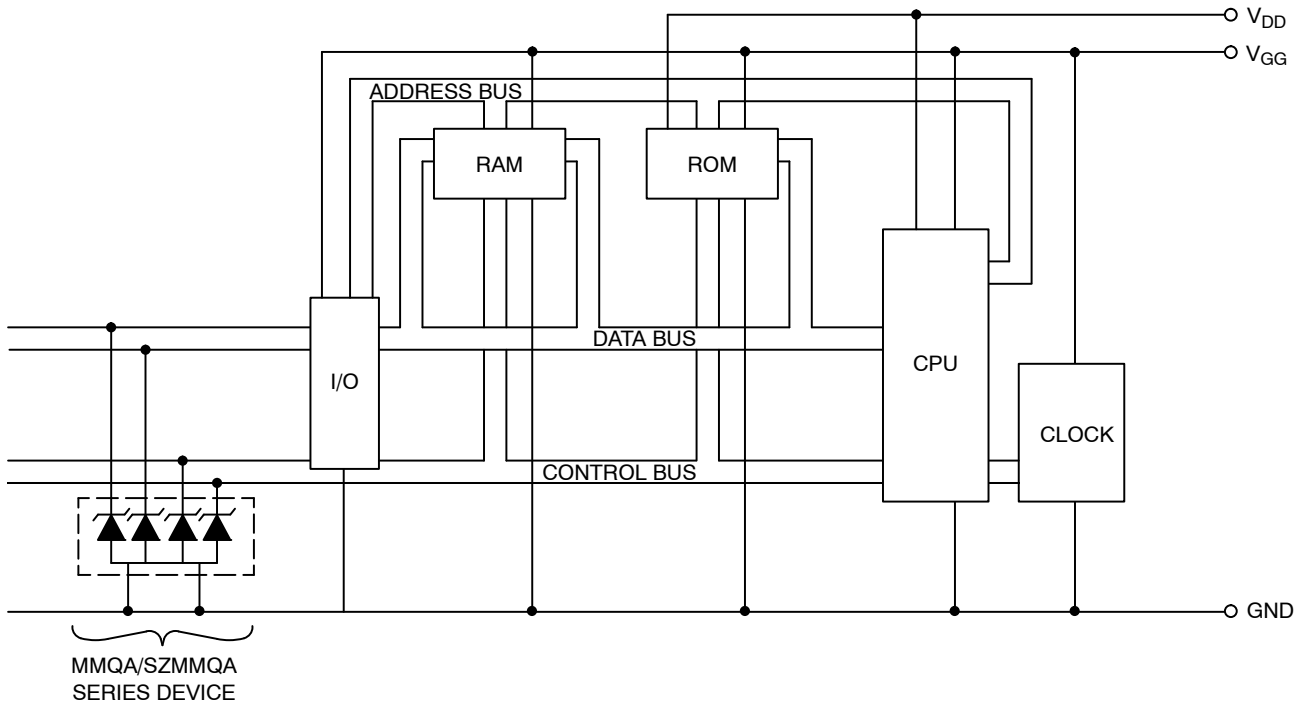 V_DD
V_GG
ADDRESS BUS
RAM
ROM
DATA BUS
I/O
CPU
CLOCK
CONTROL BUS
GND
MMQA/SZMMQA
SERIES DEVICE